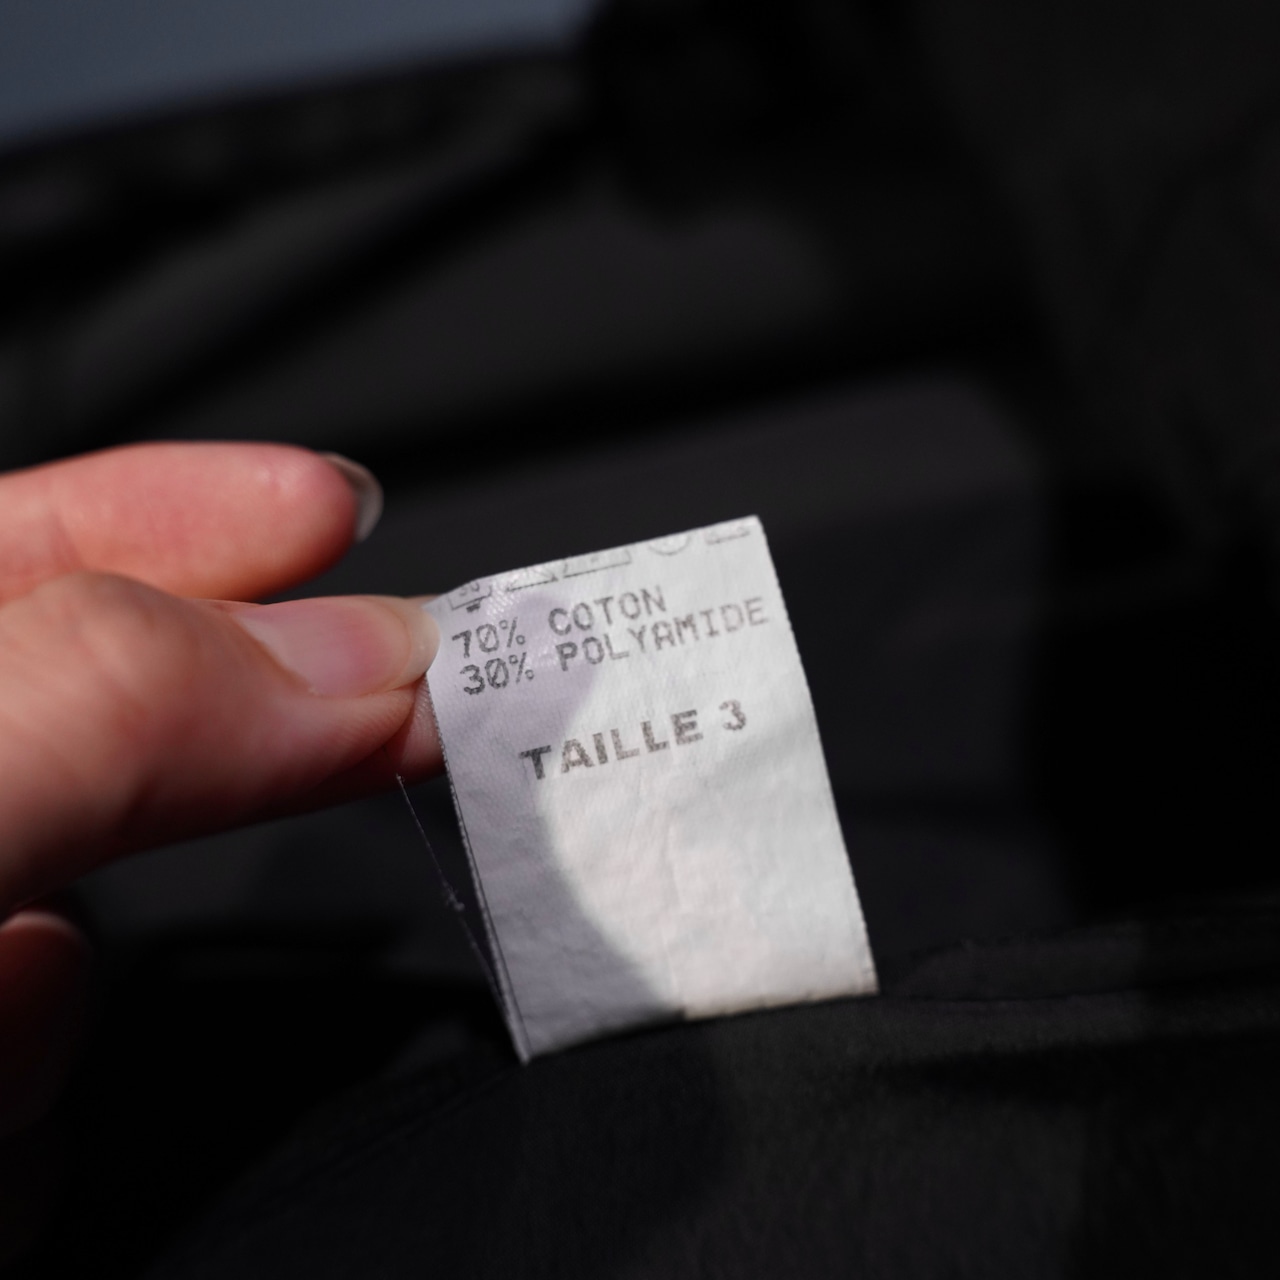 70% COTON
30% POLYAMIDE
TAILLE 3